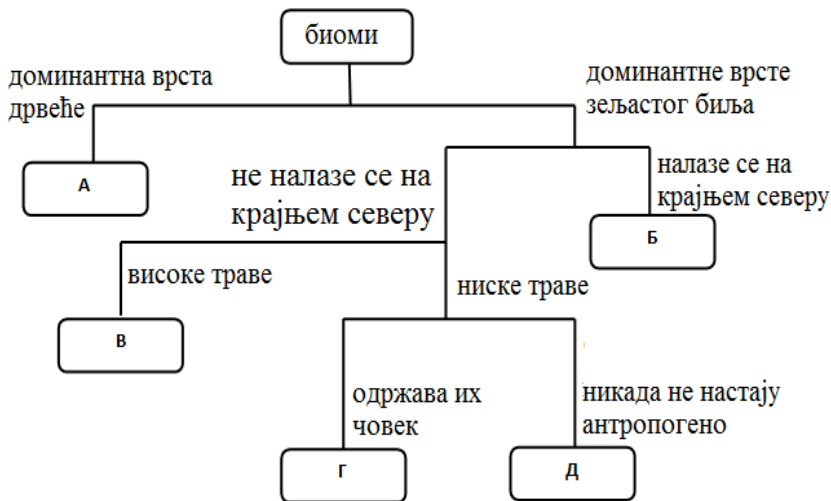 биоми
доминантна врста
дрвеће
доминантне врсте
зељастог биља
А
не налазе се на
крајњем северу
налазе се на
крајњем северу
Б
високе траве
ниске траве
В
одржава их
човек
никада не настају
антропогено
Г
Д